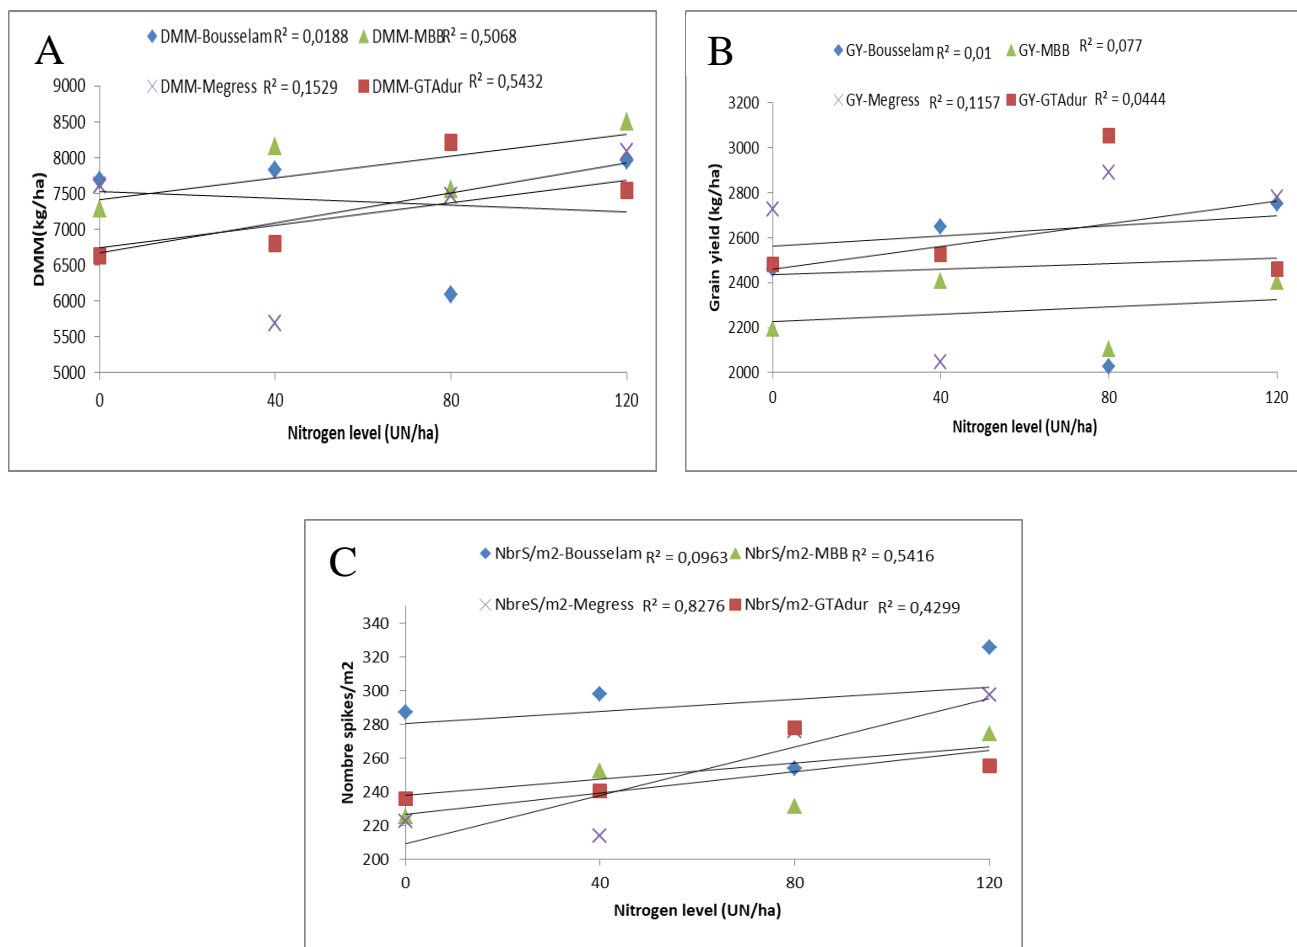 A
DMM-Bousselam R² = 0,0188 DMM-MBB R² = 0,5068
DMM-Megress R² = 0,1529 DMM-GTAdur R² = 0,5432
9000
8500
8000
7500
7000
6500
6000
5500
5000
DMM(kg/ha)
0 40 80 120
Nitrogen level (UN/ha)
B
GY-Bousselam R² = 0,01 GY-MBB R² = 0,077
GY-Megress R² = 0,1157 GY-GTAdur R² = 0,0444
3200
3000
2800
2600
2400
2200
2000
Grain yield (kg/ha)
0 40 80 120
Nitrogen level (UN/ha)
C
NbrS/m2-Bousselam R² = 0,0963 NbrS/m2-MBB R² = 0,5416
NbreS/m2-Megress R² = 0,8276 NbrS/m2-GTAdur R² = 0,4299
340
320
300
280
260
240
220
200
Nombre spikes/m2
0 40 80 120
Nitrogen level (UN/ha)